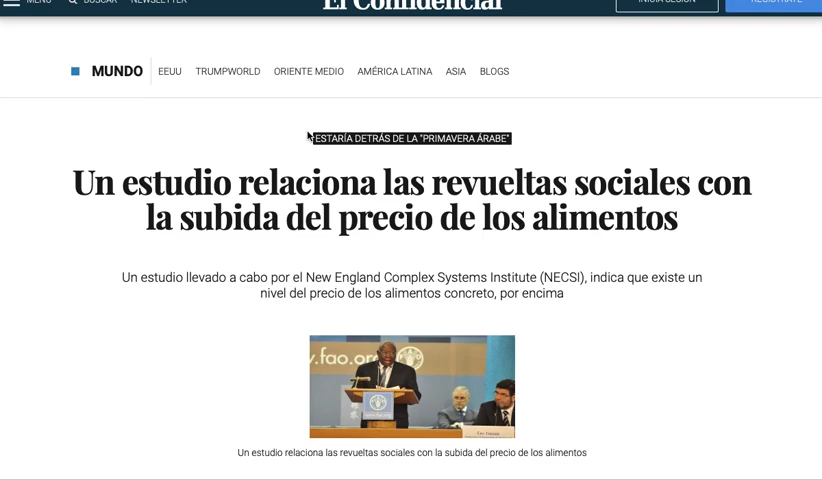 MENÚ BUSCAR NEWSLETTER El Confidencial INICIA SESIÓN REGÍSTRATE
MUNDO EEUU TRUMPWORLD ORIENTE MEDIO AMÉRICA LATINA ASIA BLOGS
ESTARÍA DETRÁS DE LA "PRIMAVERA ÁRABE"
Un estudio relaciona las revueltas sociales con
la subida del precio de los alimentos
Un estudio llevado a cabo por el New England Complex Systems Institute (NECSI), indica que existe un
nivel del precio de los alimentos concreto, por encima
.fao.org
Un estudio relaciona las revueltas sociales con la subida del precio de los alimentos